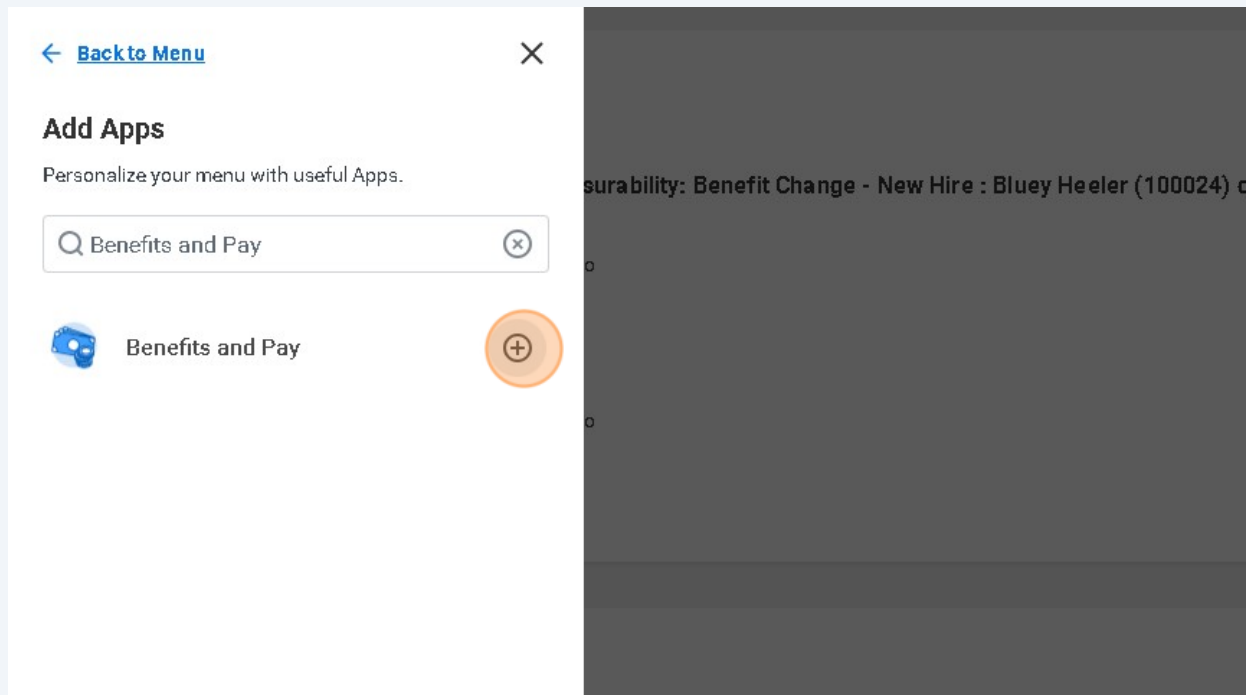 Back to Menu
Add Apps
Personalize your menu with useful Apps.
Benefits and Pay
Benefits and Pay
surability: Benefit Change - New Hire : Bluey Heeler (100024)
o
o